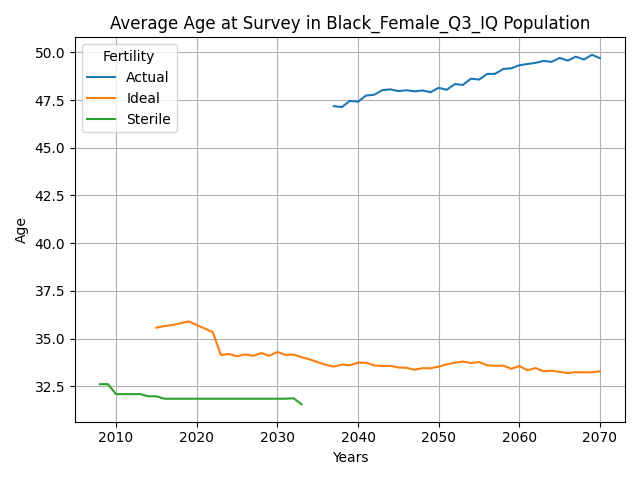 Average Age at Survey in Black_Female_Q3_IQ Population
Fertility
Actual
Ideal
Sterile
Age
50.0
47.5
45.0
42.5
40.0
37.5
35.0
32.5
2010 2020 2030 2040 2050 2060 2070
Years